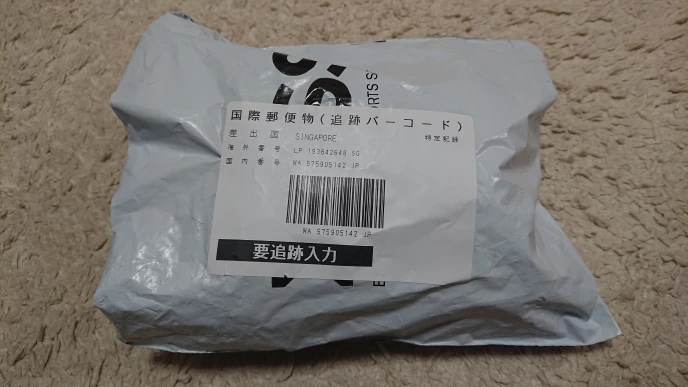 国際郵便物(追跡バーコード)
差出国 SINGAPORE 特定記録
海外番号 LP 193642648 SG
国内番号 WA 575905142 JP
WA 575905142 JP
要追跡入力